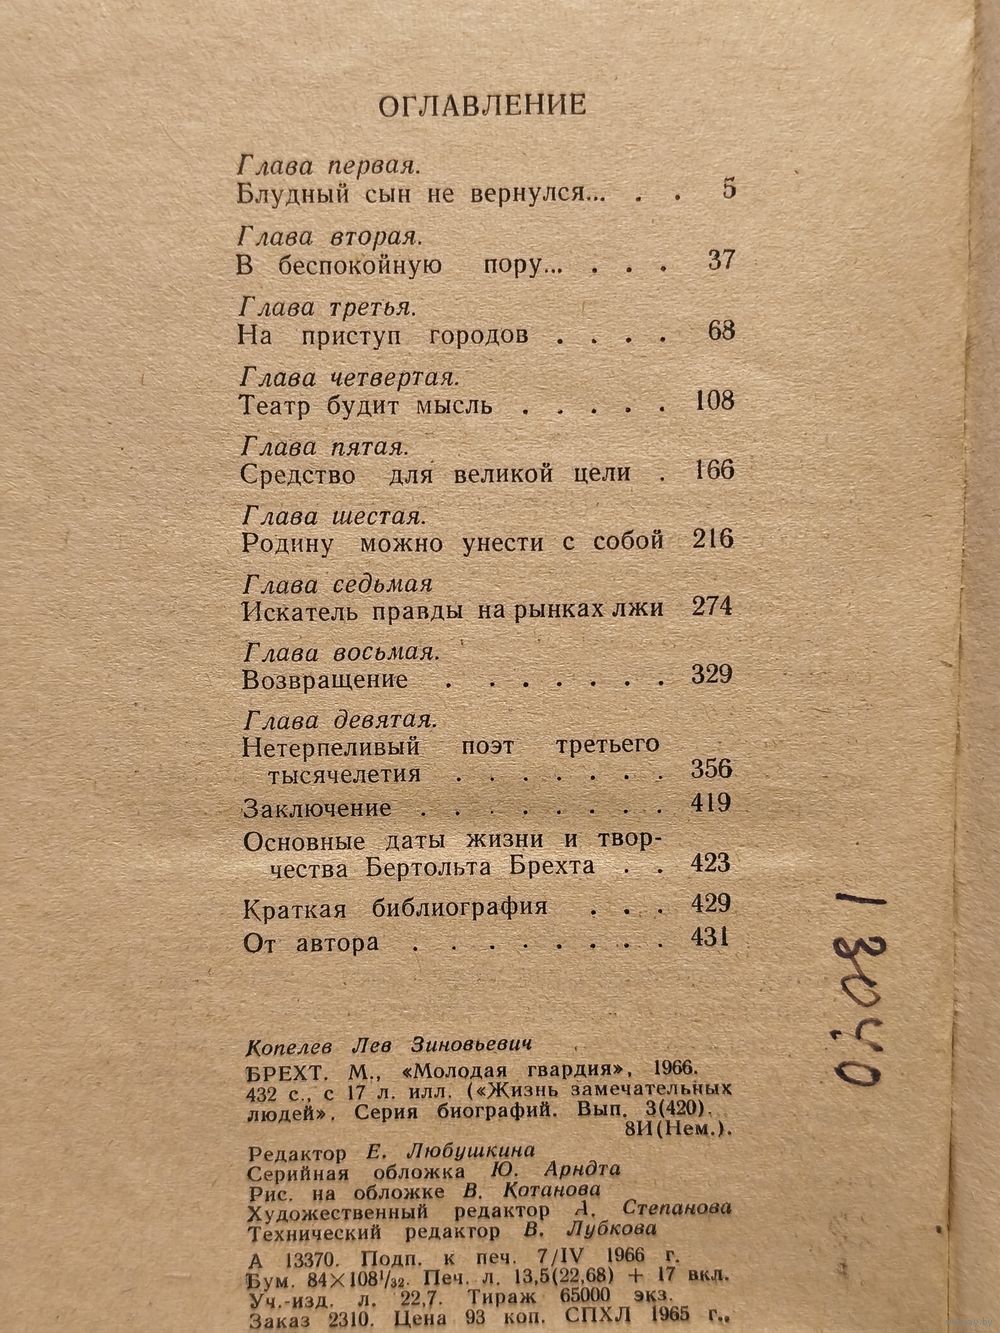 ОГЛАВЛЕНИЕ
Глава первая.
Блудный сын не вернулся... . . 5
Глава вторая.
В беспокойную пору... . . . 37
Глава третья.
На приступ городов . . . . 68
Глава четвертая.
Театр будит мысль . . . . . 108
Глава пятая.
Средство для великой цели . 166
Глава шестая.
Родину можно унести с собой 216
Глава седьмая
Искатель правды на рынках лжи 274
Глава восьмая.
Возвращение . . . . . . . 329
Глава девятая.
Нетерпеливый поэт третьего
тысячелетия . . . . . . . 356
Заключение . . . . . . . . 419
Основные даты жизни и твор-
чества Бертольта Брехта . . 423
Краткая библиография . . . 429
От автора . . . . . . . . 431
Копелев Лев Зиновьевич
БРЕХТ. М., «Молодая гвардия», 1966.
432 с., с 17 л. илл. («Жизнь замечательных
людей». Серия биографий. Вып. 3(420).
8И(Нем.).
Редактор Е. Любушкина
Серийная обложка Ю. Арндта
Рис. на обложке В. Котанова
Художественный редактор А. Степанова
Технический редактор В. Лубкова
А 13370. Подп. к печ. 7/IV 1966 г.
Бум. 84×108¹/₃₂. Печ. л. 13,5(22,68) + 17 вкл.
Уч.-изд. л. 22,7. Тираж 65000 экз.
Заказ 2310. Цена 93 коп. СПХЛ 1965 г.,